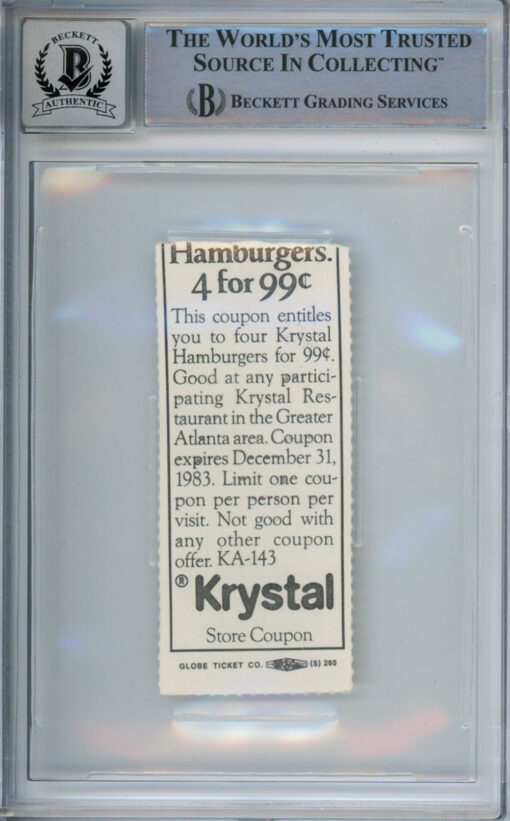 BECKETT
B
AUTHENTIC
THE WORLD'S MOST TRUSTED
SOURCE IN COLLECTING™
B BECKETT GRADING SERVICES
Hamburgers.
4 for 99¢
This coupon entitles
you to four Krystal
Hamburgers for 99¢.
Good at any partici-
pating Krystal Res-
taurant in the Greater
Atlanta area. Coupon
expires December 31,
1983. Limit one cou-
pon per person per
visit. Not good with
any other coupon
offer. KA-143
® Krystal
Store Coupon
GLOBE TICKET CO. (5) 260